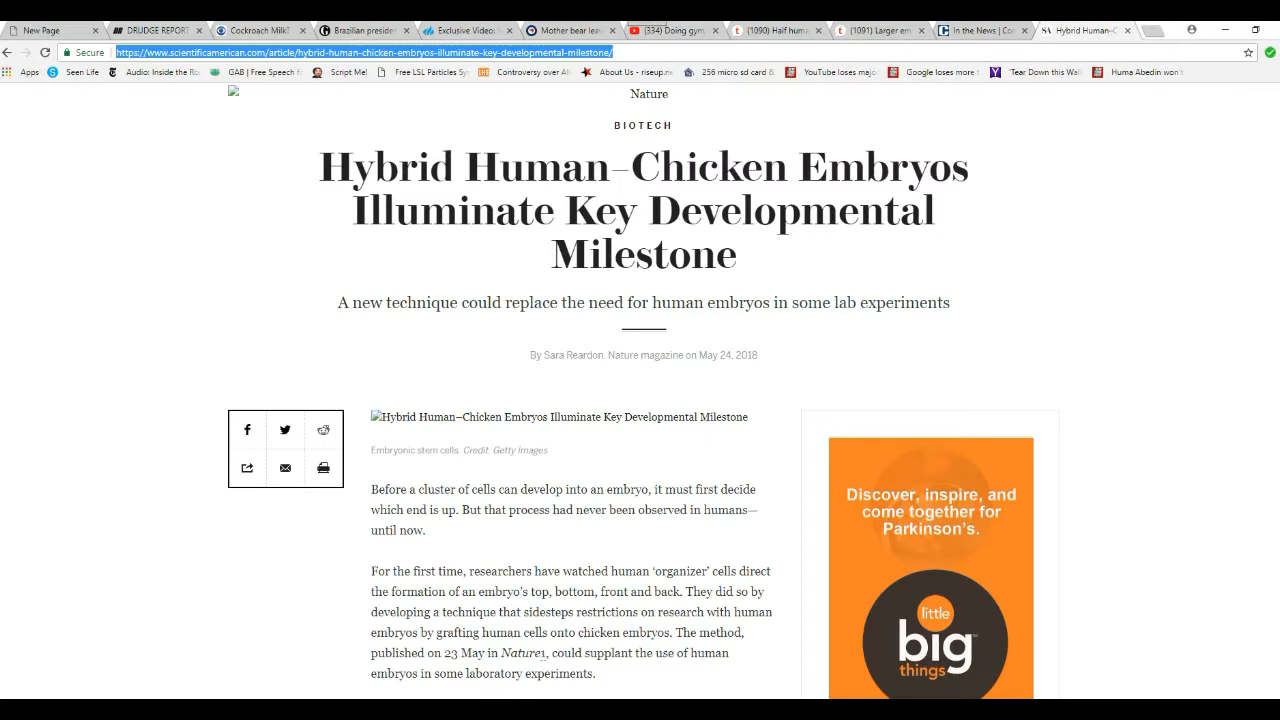 New Page
DRUDGE REPORT
Cockroach Milk?
Brazilian presiden
Exclusive Video:
Mother bear lea
(334) Doing gym
(1090) Half huma
(1091) Larger em
In the News | Co
Hybrid Human-C
Secure
https://www.scientificamerican.com/article/hybrid-human-chicken-embryos-illuminate-key-developmental-milestone/
Apps
Seen Life
Audio: Inside the Ro
GAB | Free Speech f
Script Me!
Free LSL Particles Sy
Controversy over Al
About Us - riseup.ne
256 micro sd card &
YouTube loses majo
Google loses more t
'Tear Down this Wal
Huma Abedin won't
Nature
BIOTECH
Hybrid Human–Chicken Embryos
Illuminate Key Developmental
Milestone
A new technique could replace the need for human embryos in some lab experiments
By Sara Reardon, Nature magazine on May 24, 2018
Hybrid Human–Chicken Embryos Illuminate Key Developmental Milestone
Embryonic stem cells. Credit: Getty Images
Before a cluster of cells can develop into an embryo, it must first decide
which end is up. But that process had never been observed in humans—
until now.
For the first time, researchers have watched human ‘organizer’ cells direct
the formation of an embryo’s top, bottom, front and back. They did so by
developing a technique that sidesteps restrictions on research with human
embryos by grafting human cells onto chicken embryos. The method,
published on 23 May in Nature1, could supplant the use of human
embryos in some laboratory experiments.
Discover, inspire, and
come together for
Parkinson’s.
little
big
things